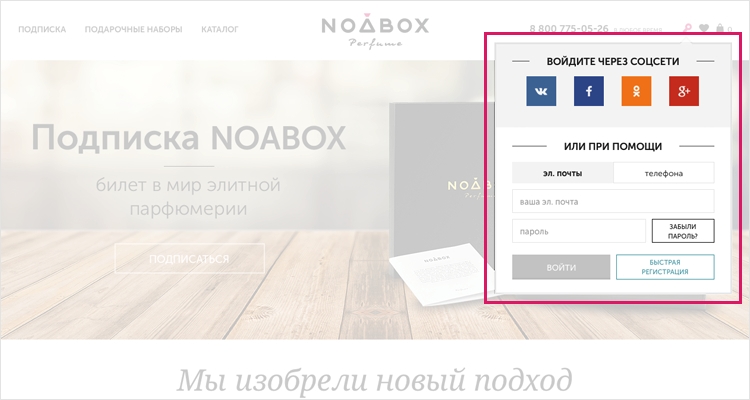 ПОДПИСКА ПОДАРОЧНЫЕ НАБОРЫ КАТАЛОГ
NOABOX
Perfume
8 800 775-05-26
0
ВОЙДИТЕ ЧЕРЕЗ СОЦСЕТИ
f
g+
ИЛИ ПРИ ПОМОЩИ
эл. почты телефона
ваша эл. почта
пароль
ЗАБЫЛИ
ПАРОЛЬ?
ВОЙТИ
БЫСТРАЯ
РЕГИСТРАЦИЯ
Подписка NOABOX
билет в мир элитной
парфюмерии
ПОДПИСАТЬСЯ
NOABOX
Perfume
NOABOX
Мы изобрели новый подход